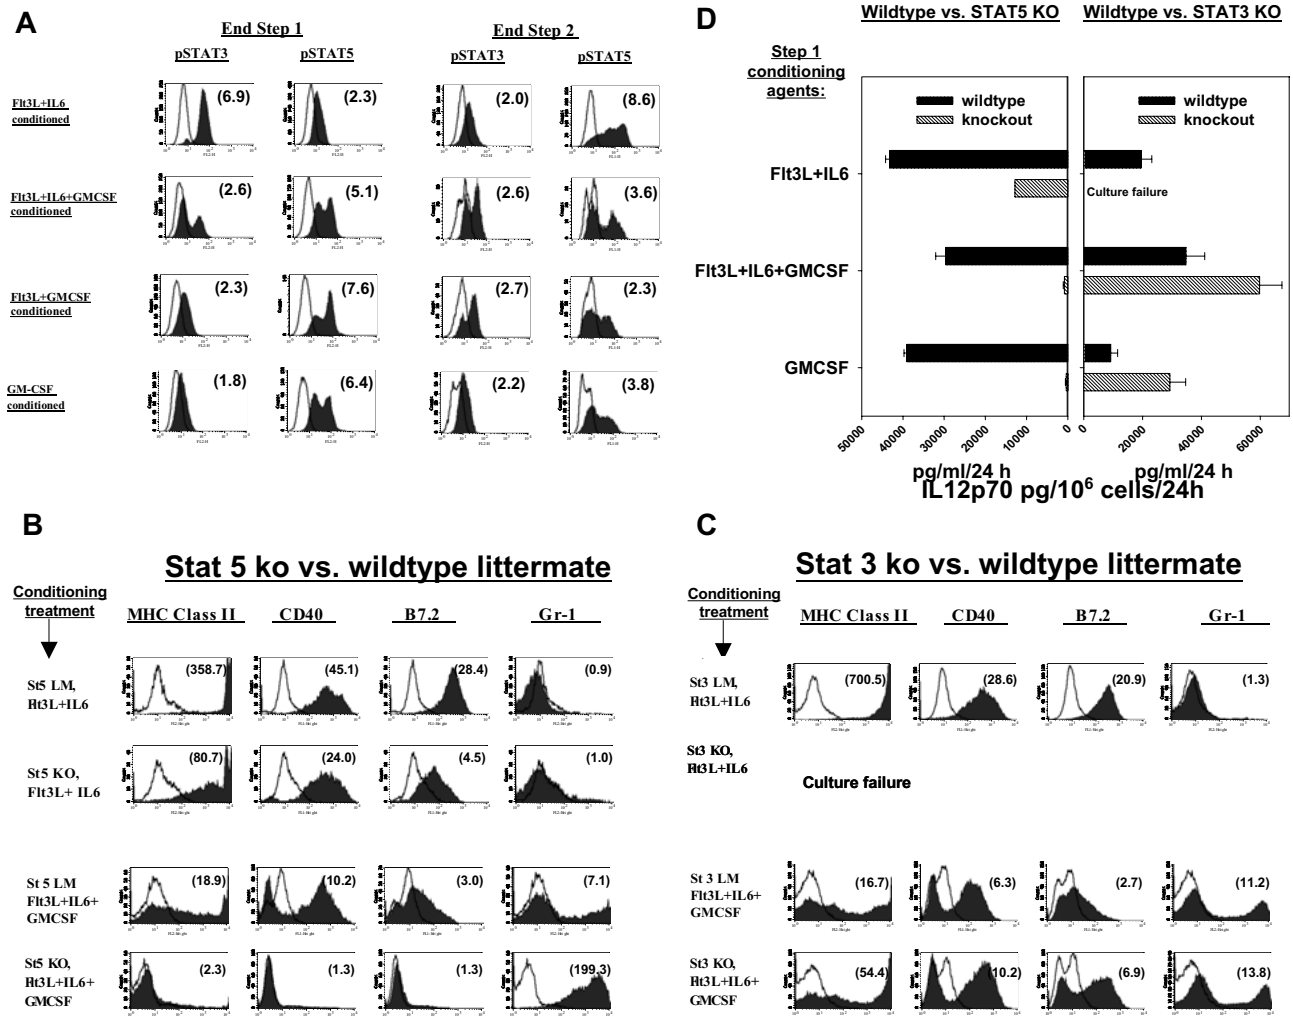 A
End Step 1
End Step 2
pSTAT3
pSTAT5
pSTAT3
pSTAT5
Flt3L+IL6
conditioned
(6.9)
(2.3)
(2.0)
(8.6)
Flt3L+IL6+GMCSF
conditioned
(2.6)
(5.1)
(2.6)
(3.6)
Flt3L+GMCSF
conditioned
(2.3)
(7.6)
(2.7)
(2.3)
GM-CSF
conditioned
(1.8)
(6.4)
(2.2)
(3.8)
D
Wildtype vs. STAT5 KO
Wildtype vs. STAT3 KO
Step 1
conditioning
agents:
wildtype
knockout
wildtype
knockout
Flt3L+IL6
Culture failure
Flt3L+IL6+GMCSF
GMCSF
50000
40000
30000
20000
10000
0
0
20000
40000
60000
pg/ml/24 h
pg/ml/24 h
IL12p70 pg/10⁶ cells/24h
B
Stat 5 ko vs. wildtype littermate
Conditioning
treatment
MHC Class II
CD40
B7.2
Gr-1
St5 LM,
Flt3L+IL6
(358.7)
(45.1)
(28.4)
(0.9)
St5 KO,
Flt3L+ IL6
(80.7)
(24.0)
(4.5)
(1.0)
St 5 LM
Flt3L+IL6+
GMCSF
(18.9)
(10.2)
(3.0)
(7.1)
St5 KO,
Flt3L+IL6+
GMCSF
(2.3)
(1.3)
(1.3)
(199.3)
C
Stat 3 ko vs. wildtype littermate
Conditioning
treatment
MHC Class II
CD40
B7.2
Gr-1
St3 LM,
Flt3L+IL6
(700.5)
(28.6)
(20.9)
(1.3)
St3 KO,
Flt3L+IL6
Culture failure
St 3 LM
Flt3L+IL6+
GMCSF
(16.7)
(6.3)
(2.7)
(11.2)
St3 KO,
Flt3L+IL6+
GMCSF
(54.4)
(10.2)
(6.9)
(13.8)